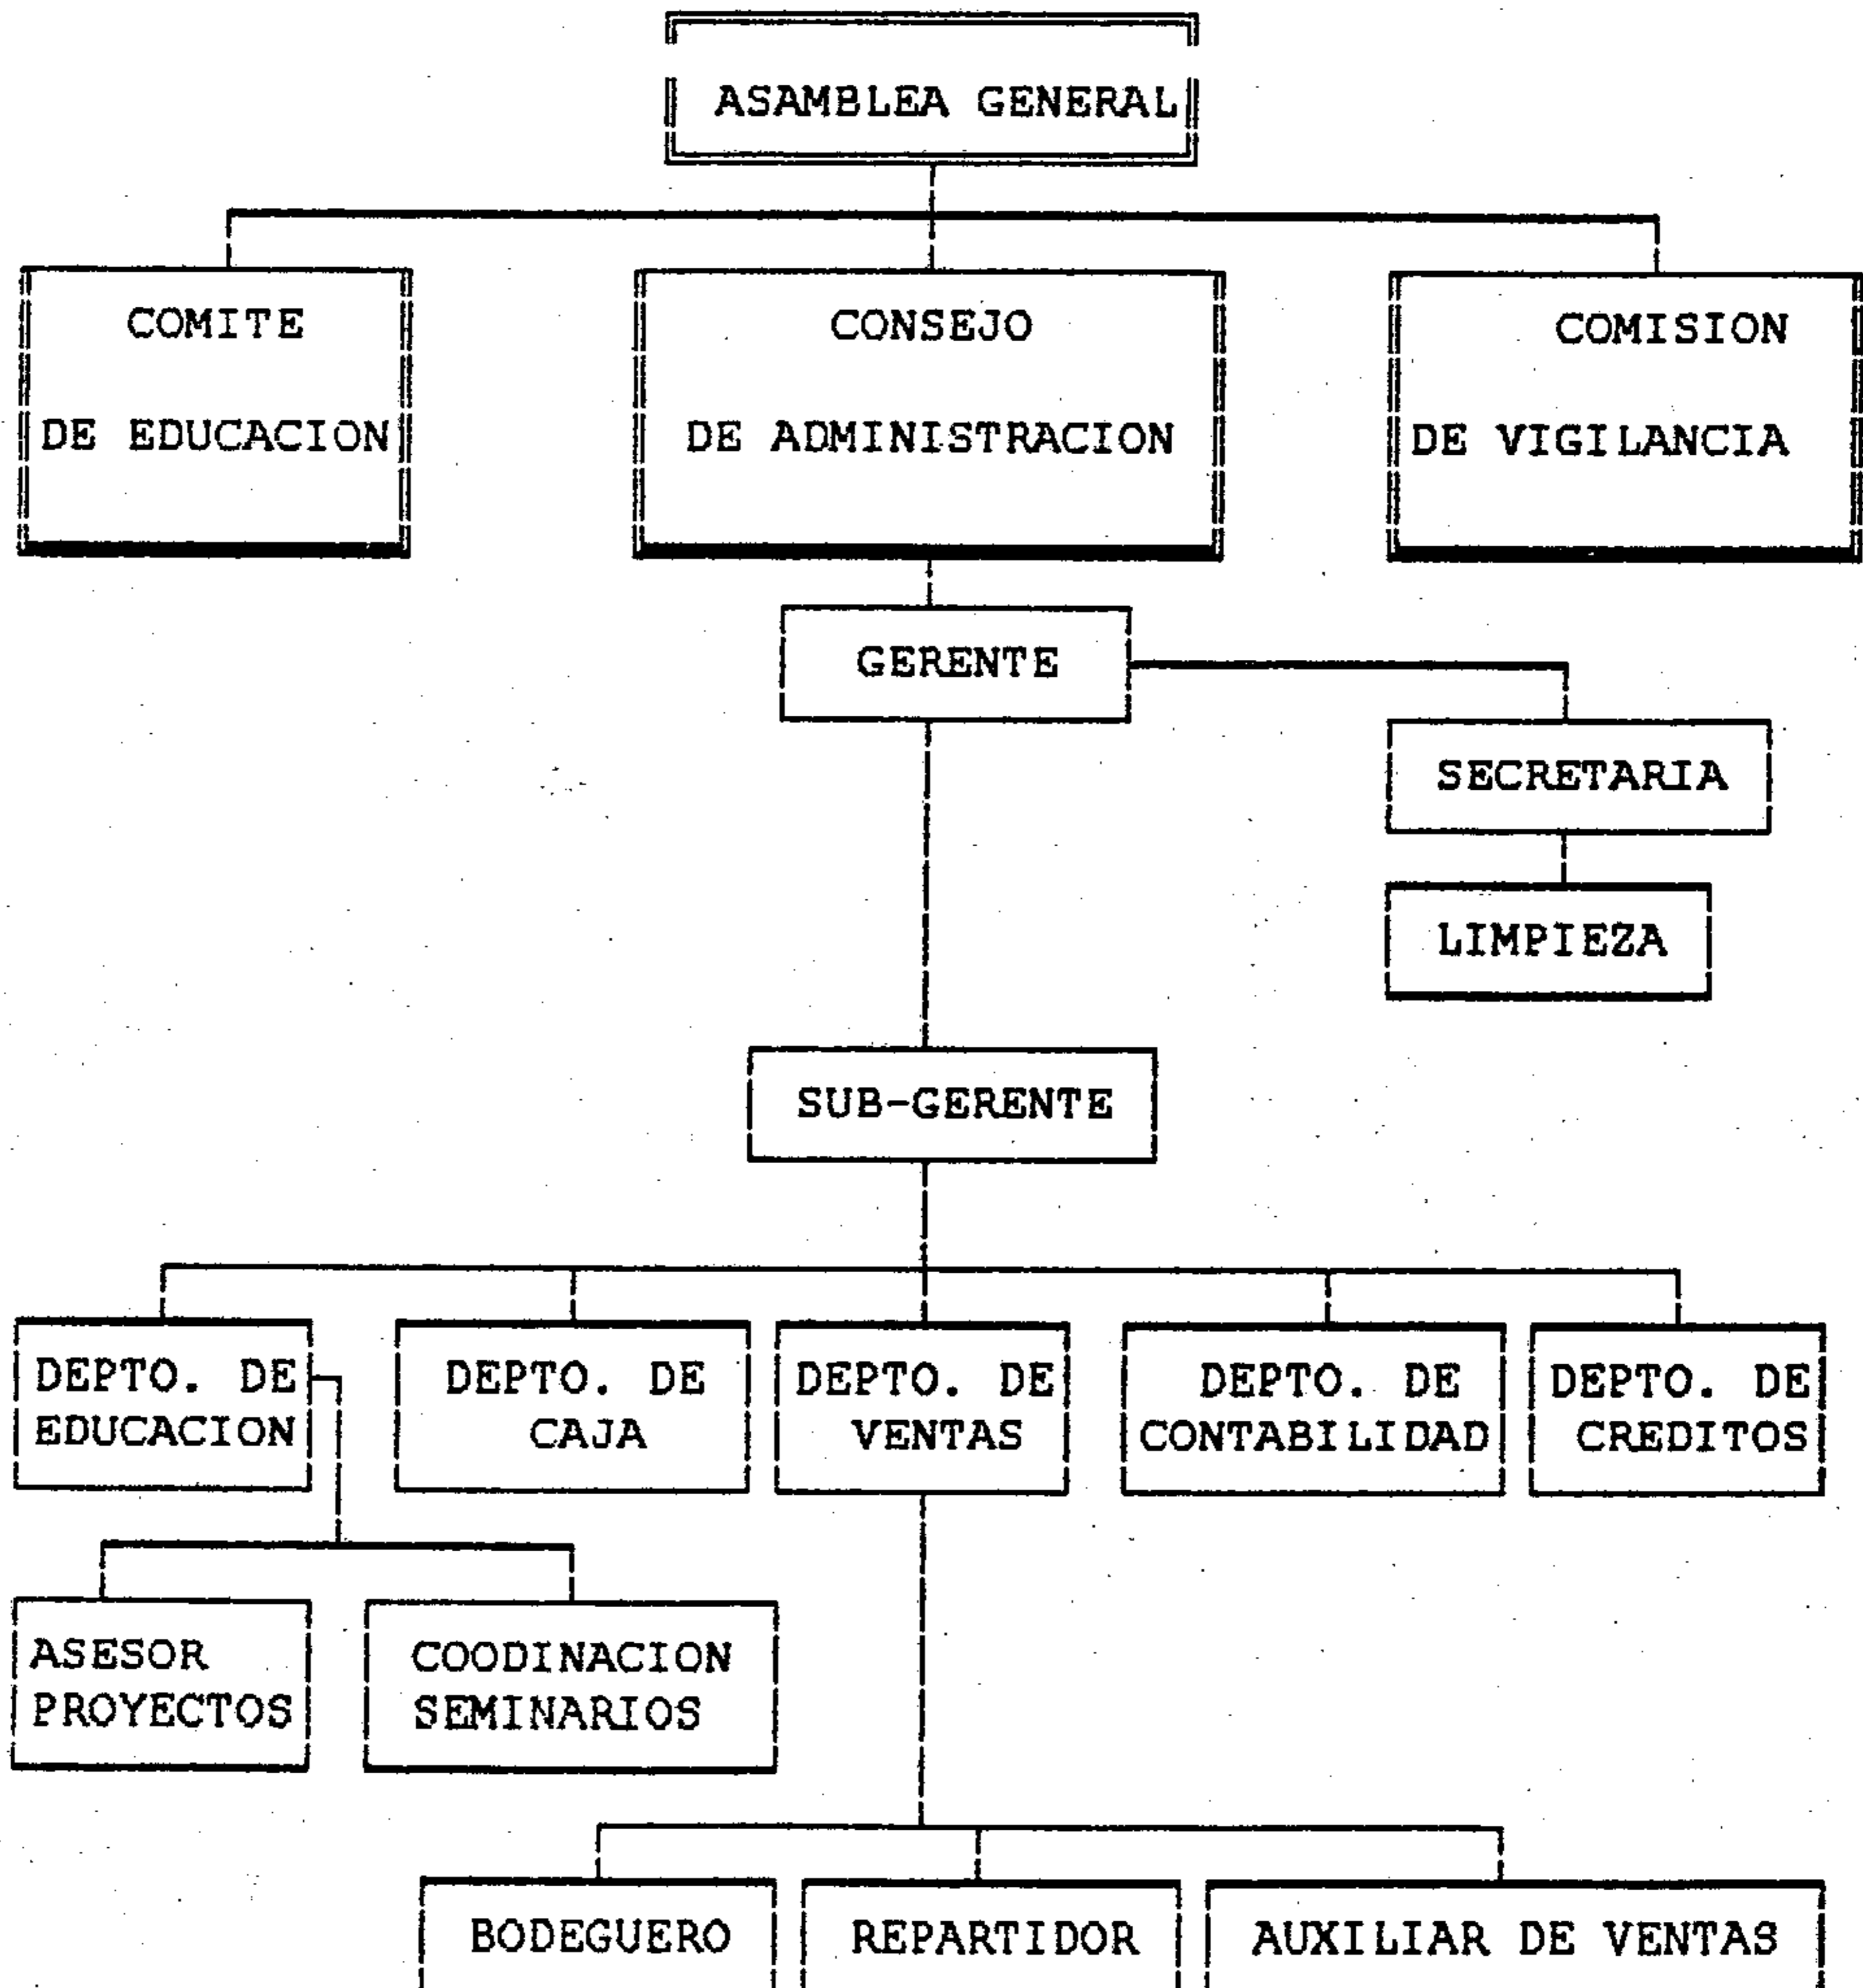 ASAMBLEA GENERAL
COMITE
DE EDUCACION
CONSEJO
DE ADMINISTRACION
COMISION
DE VIGILANCIA
GERENTE
SECRETARIA
LIMPIEZA
SUB-GERENTE
DEPTO. DE
EDUCACION
DEPTO. DE
CAJA
DEPTO. DE
VENTAS
DEPTO. DE
CONTABILIDAD
DEPTO. DE
CREDITOS
ASESOR
PROYECTOS
COODINACION
SEMINARIOS
BODEGUERO
REPARTIDOR
AUXILIAR DE VENTAS